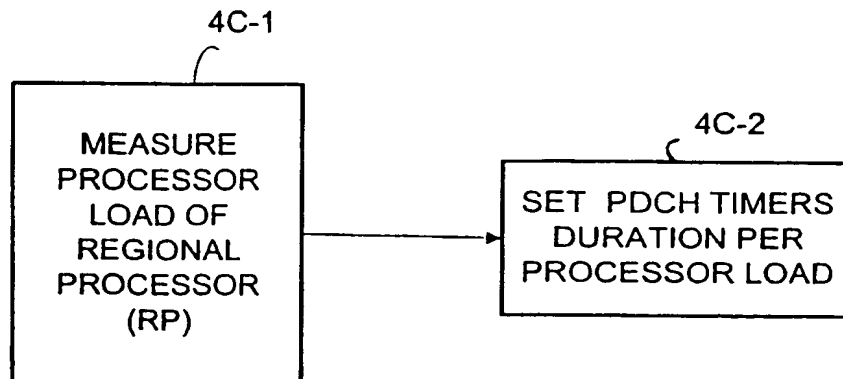 4C-1
MEASURE
PROCESSOR
LOAD OF
REGIONAL
PROCESSOR
(RP)
4C-2
SET PDCH TIMERS
DURATION PER
PROCESSOR LOAD